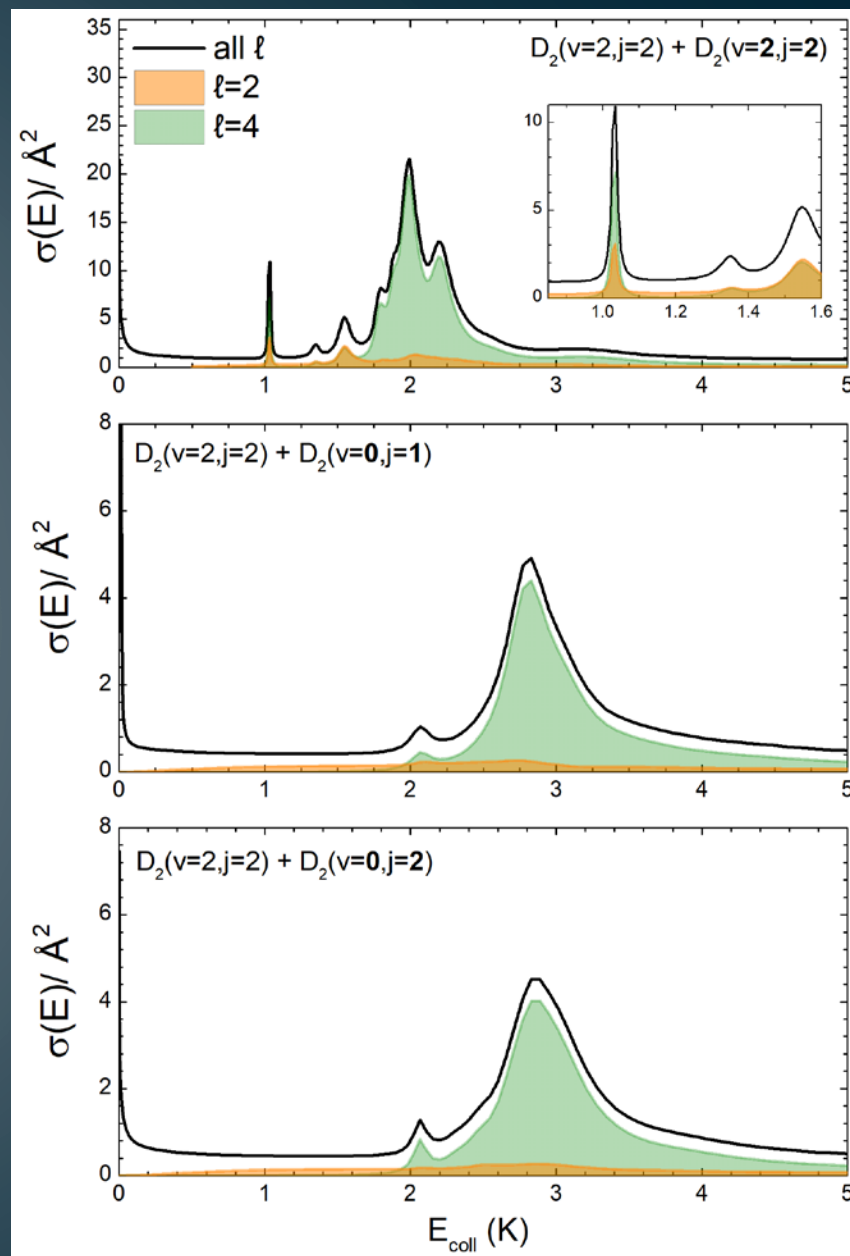 all ℓ
ℓ=2
ℓ=4
D₂(v=2,j=2) + D₂(v=2,j=2)
σ(E)/ Å²
35
30
25
20
15
10
5
0
10
5
0
1.0 1.2 1.4 1.6
0 1 2 3 4 5
D₂(v=2,j=2) + D₂(v=0,j=1)
σ(E)/ Å²
8
6
4
2
0
0 1 2 3 4 5
D₂(v=2,j=2) + D₂(v=0,j=2)
σ(E)/ Å²
8
6
4
2
0
0 1 2 3 4 5
E_coll (K)